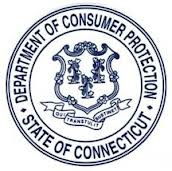 DEPARTMENT OF CONSUMER PROTECTION
STATE OF CONNECTICUT
QUI TRANSTULIT SUSTINET